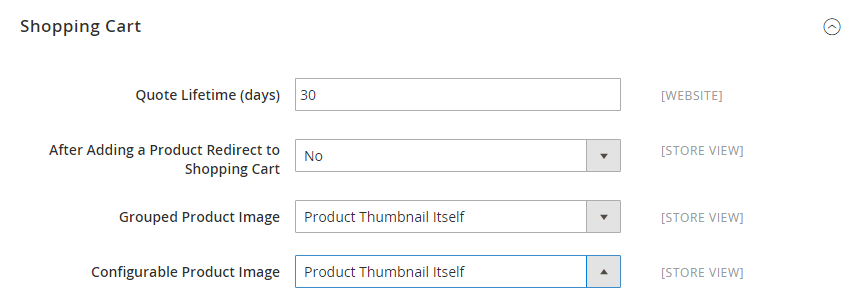 Shopping Cart
Quote Lifetime (days) 30 [WEBSITE]
After Adding a Product Redirect to
Shopping Cart No [STORE VIEW]
Grouped Product Image Product Thumbnail Itself [STORE VIEW]
Configurable Product Image Product Thumbnail Itself [STORE VIEW]